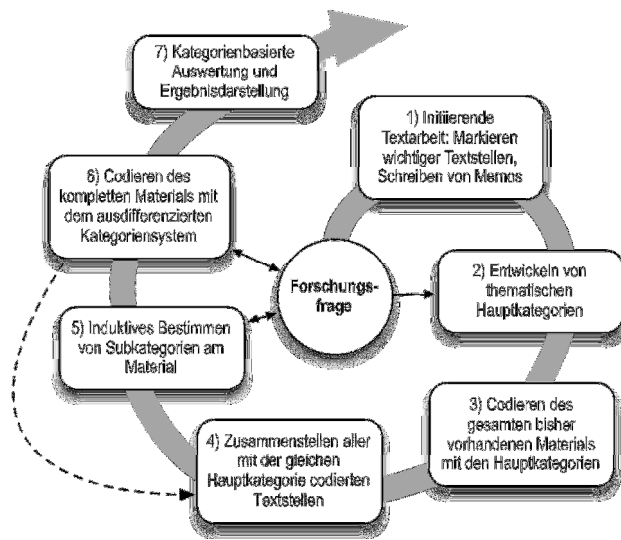 7) Kategorienbasierte
Auswertung und
Ergebnisdarstellung
1) Initiierende
Textarbeit: Markieren
wichtiger Textstellen,
Schreiben von Memos
6) Codieren des
kompletten Materials mit
dem ausdifferenzierten
Kategoriensystem
Forschungs-
frage
2) Entwickeln von
thematischen
Hauptkategorien
5) Induktives Bestimmen
von Subkategorien am
Material
3) Codieren des
gesamten bisher
vorhandenen Materials
mit den Hauptkategorien
4) Zusammenstellen aller
mit der gleichen
Hauptkategorie codierten
Textstellen